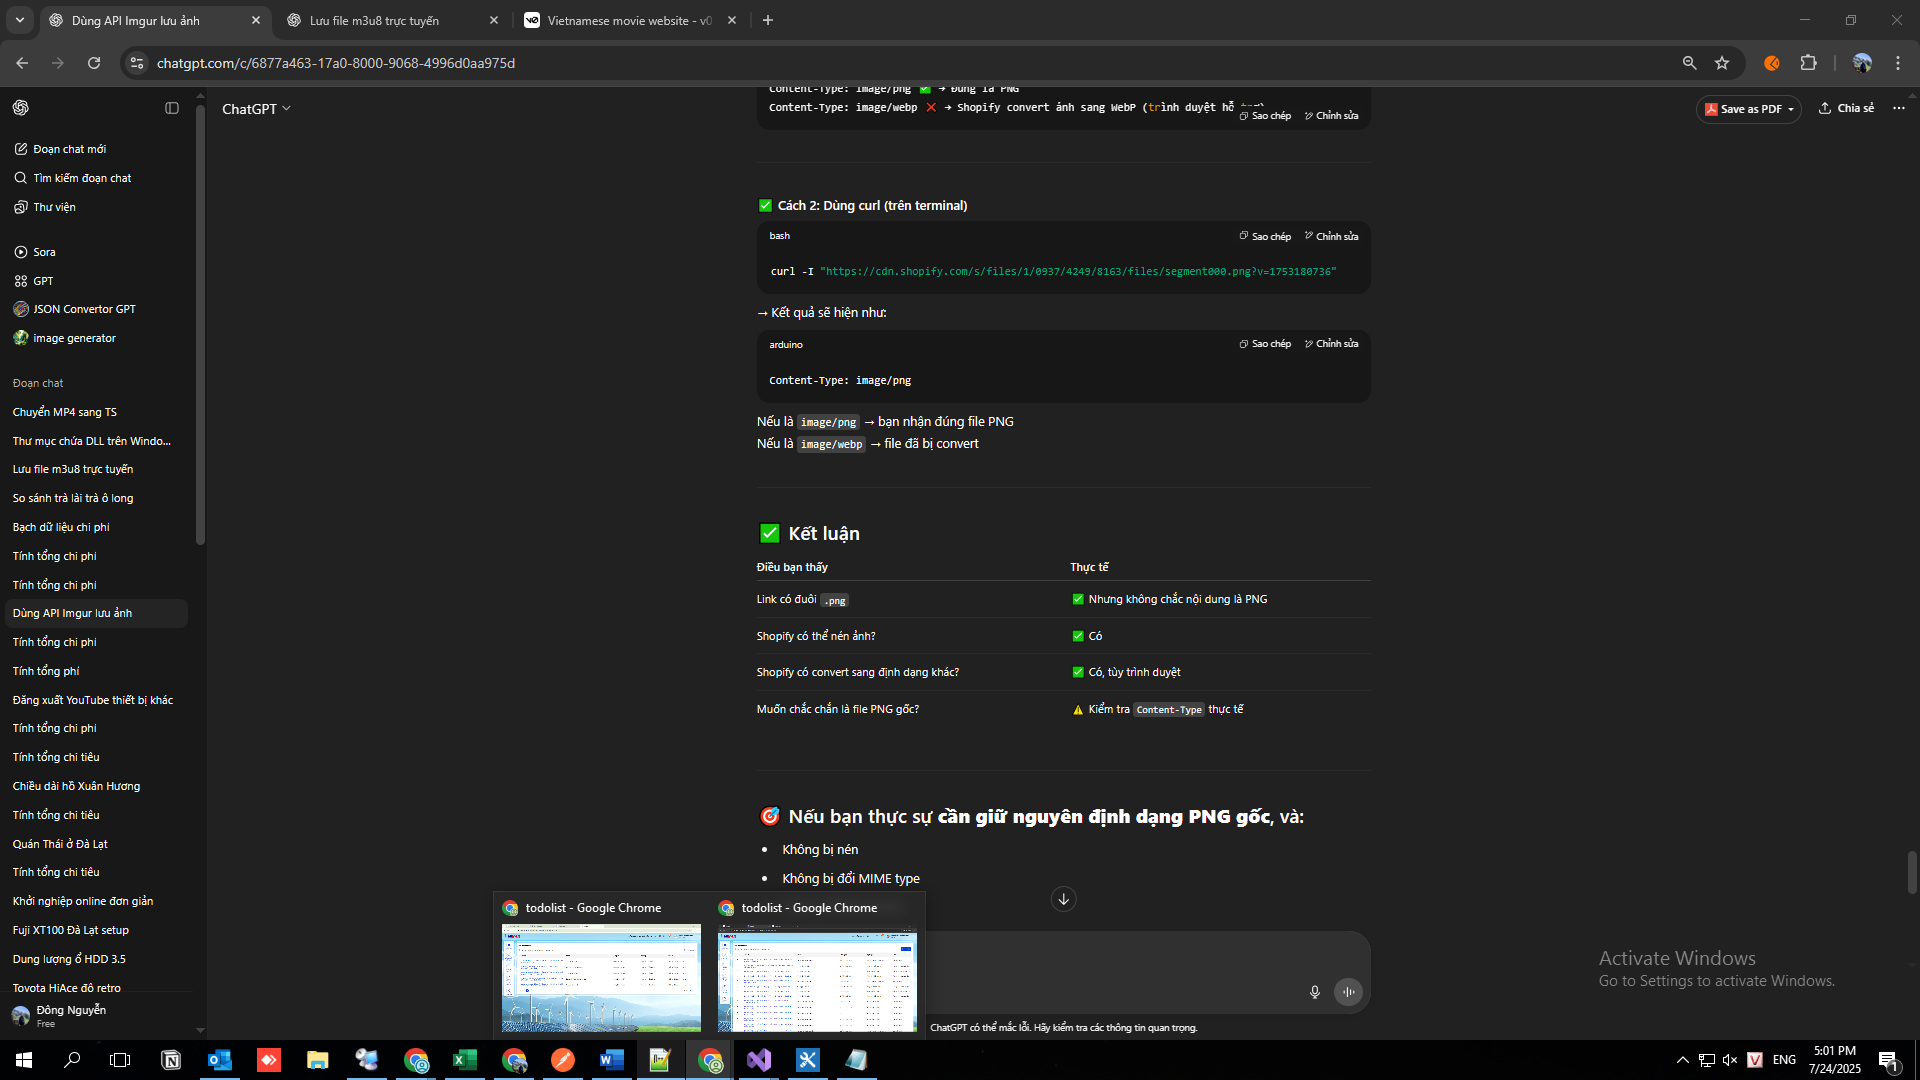 Dùng API Imgur lưu ảnh
Lưu file m3u8 trực tuyến
Vietnamese movie website - v0
chatgpt.com/c/6877a463-17a0-8000-9068-4996d0aa975d
ChatGPT
Save as PDF
Chia sẻ
Đoạn chat mới
Tìm kiếm đoạn chat
Thư viện
Sora
GPT
JSON Convertor GPT
image generator
Đoạn chat
Chuyển MP4 sang TS
Thư mục chứa DLL trên Windo...
Lưu file m3u8 trực tuyến
So sánh trà lài trà ô long
Bạch dữ liệu chi phí
Tính tổng chi phí
Tính tổng chi phí
Dùng API Imgur lưu ảnh
Tính tổng chi phí
Tính tổng phí
Đăng xuất YouTube thiết bị khác
Tính tổng chi phí
Tính tổng chi tiêu
Chiều dài hồ Xuân Hương
Tính tổng chi tiêu
Quán Thái ở Đà Lạt
Tính tổng chi tiêu
Khởi nghiệp online đơn giản
Fuji XT100 Đà Lạt setup
Dung lượng ổ HDD 3.5
Toyota HiAce độ retro
Đông Nguyễn
Free
Content-Type: image/png ✅ → Đúng là PNG
Content-Type: image/webp ❌ → Shopify convert ảnh sang WebP (trình duyệt hỗ trợ)
Sao chép
Chỉnh sửa
✅ Cách 2: Dùng curl (trên terminal)
bash
Sao chép
Chỉnh sửa
curl -I "https://cdn.shopify.com/s/files/1/0937/4249/8163/files/segment000.png?v=1753180736"
→ Kết quả sẽ hiện như:
arduino
Sao chép
Chỉnh sửa
Content-Type: image/png
Nếu là image/png → bạn nhận đúng file PNG
Nếu là image/webp → file đã bị convert
✅ Kết luận
Điều bạn thấy
Thực tế
Link có đuôi .png
✅ Nhưng không chắc nội dung là PNG
Shopify có thể nén ảnh?
✅ Có
Shopify có convert sang định dạng khác?
✅ Có, tùy trình duyệt
Muốn chắc chắn là file PNG gốc?
⚠️ Kiểm tra Content-Type thực tế
🎯 Nếu bạn thực sự cần giữ nguyên định dạng PNG gốc, và:
• Không bị nén
• Không bị đổi MIME type
todolist - Google Chrome
todolist - Google Chrome
ChatGPT có thể mắc lỗi. Hãy kiểm tra các thông tin quan trọng.
Activate Windows
Go to Settings to activate Windows.
ENG
5:01 PM
7/24/2025
1